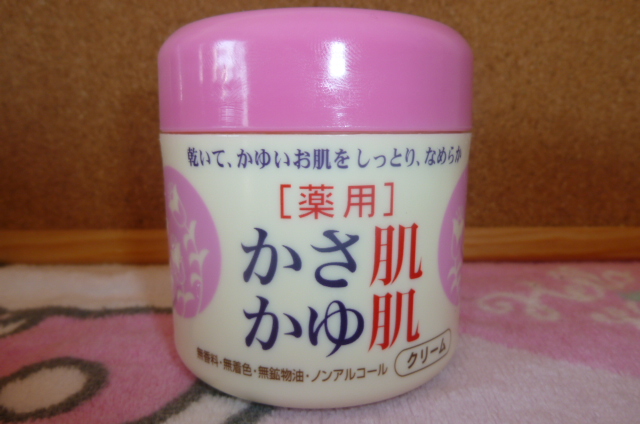 乾いて、かゆいお肌をしっとり、なめらか
［薬用］
かさ肌
かゆ肌
無香料・無着色・無鉱物油・ノンアルコール
クリーム